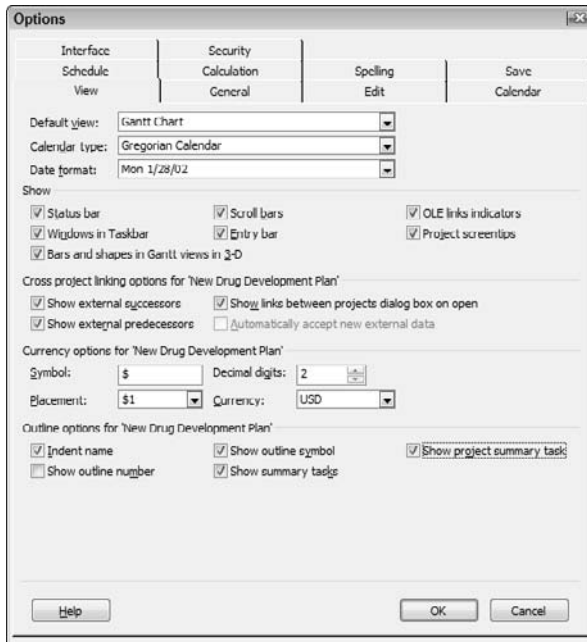 Options
Interface Security
Schedule Calculation Spelling Save
View General Edit Calendar
Default view: Gantt Chart
Calendar type: Gregorian Calendar
Date format: Mon 1/28/02
Show
Status bar Scroll bars OLE links indicators
Windows in Taskbar Entry bar Project screentips
Bars and shapes in Gantt views in 3-D
Cross project linking options for 'New Drug Development Plan'
Show external successors Show links between projects dialog box on open
Show external predecessors Automatically accept new external data
Currency options for 'New Drug Development Plan'
Symbol: $ Decimal digits: 2
Placement: $1 Currency: USD
Outline options for 'New Drug Development Plan'
Indent name Show outline symbol Show project summary task
Show outline number Show summary tasks
Help OK Cancel